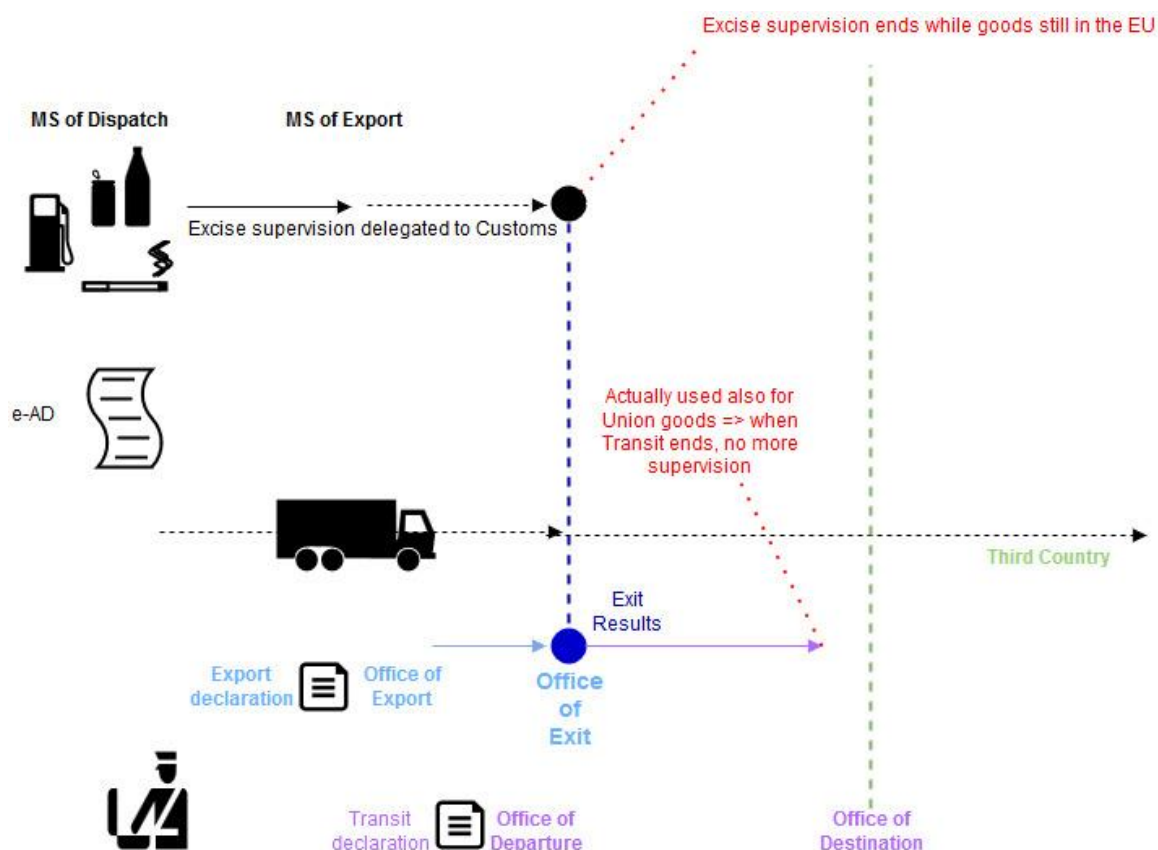 Excise supervision ends while goods still in the EU
MS of Dispatch
MS of Export
Excise supervision delegated to Customs
e-AD
Actually used also for
Union goods => when
Transit ends, no more
supervision
Third Country
Exit
Results
Export
declaration
Office of
Export
Office
of
Exit
Transit
declaration
Office of
Departure
Office of
Destination